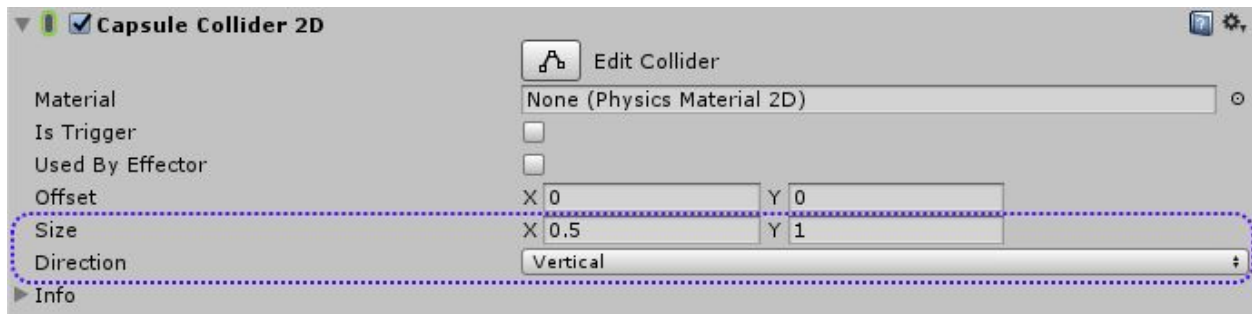 Capsule Collider 2D
Edit Collider
Material None (Physics Material 2D)
Is Trigger
Used By Effector
Offset X 0 Y 0
Size X 0.5 Y 1
Direction Vertical
Info